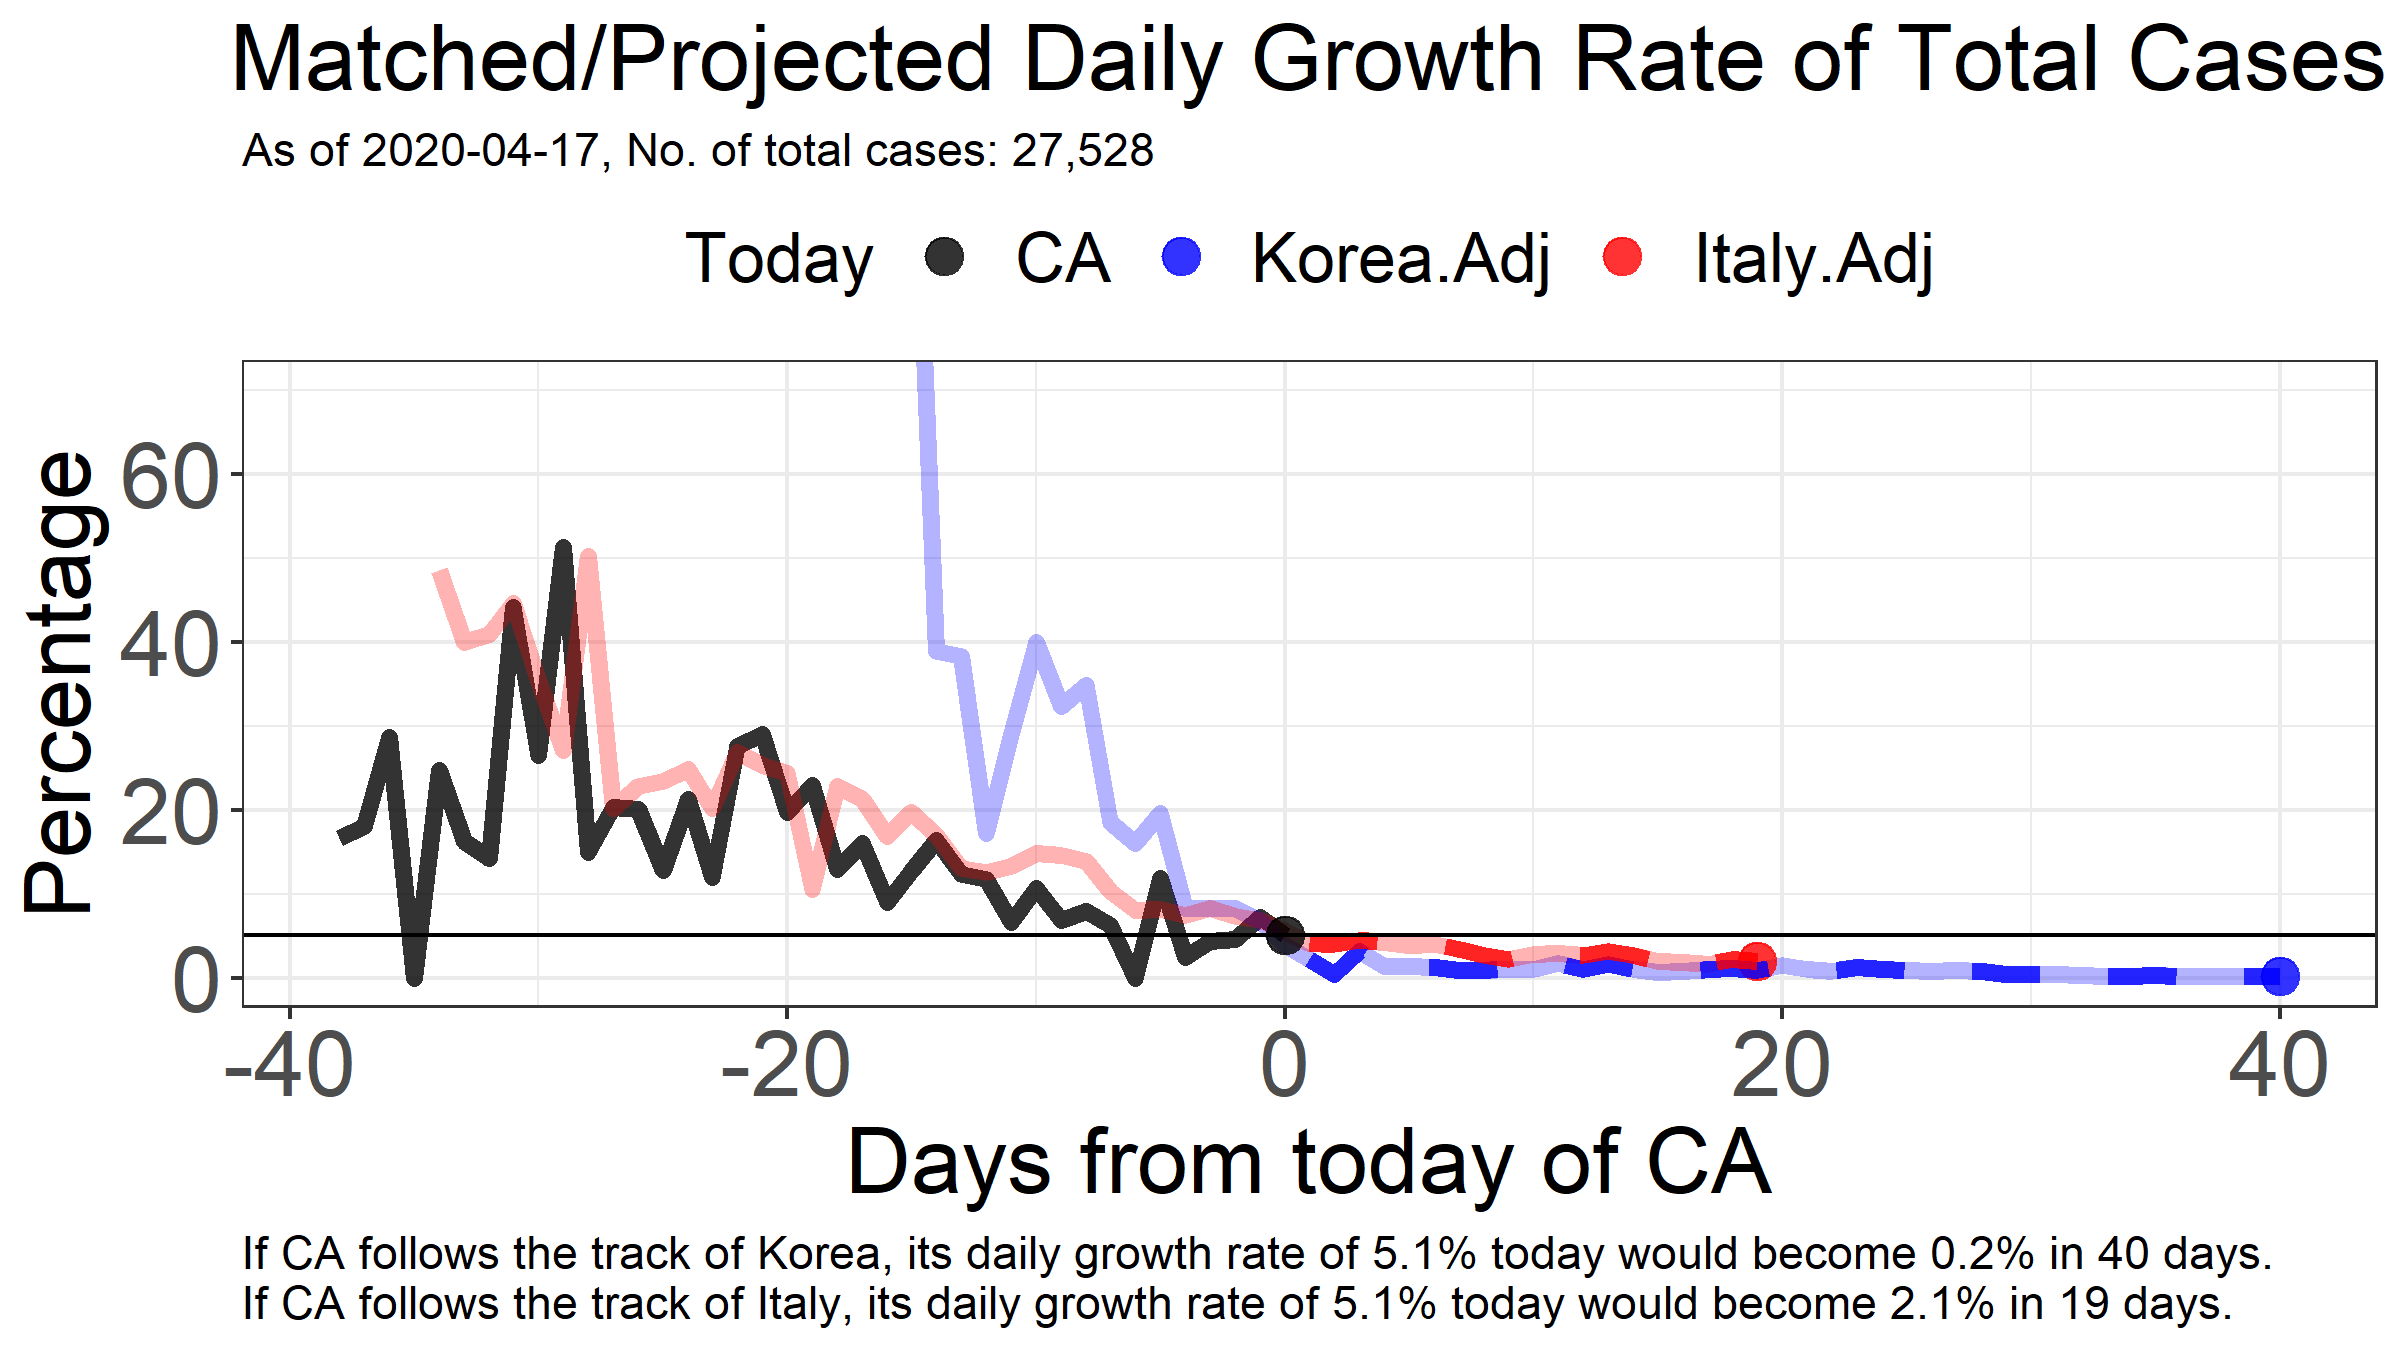 Matched/Projected Daily Growth Rate of Total Cases
As of 2020-04-17, No. of total cases: 27,528
Today CA Korea.Adj Italy.Adj
Percentage
60
40
20
0
-40 -20 0 20 40
Days from today of CA
If CA follows the track of Korea, its daily growth rate of 5.1% today would become 0.2% in 40 days.
If CA follows the track of Italy, its daily growth rate of 5.1% today would become 2.1% in 19 days.